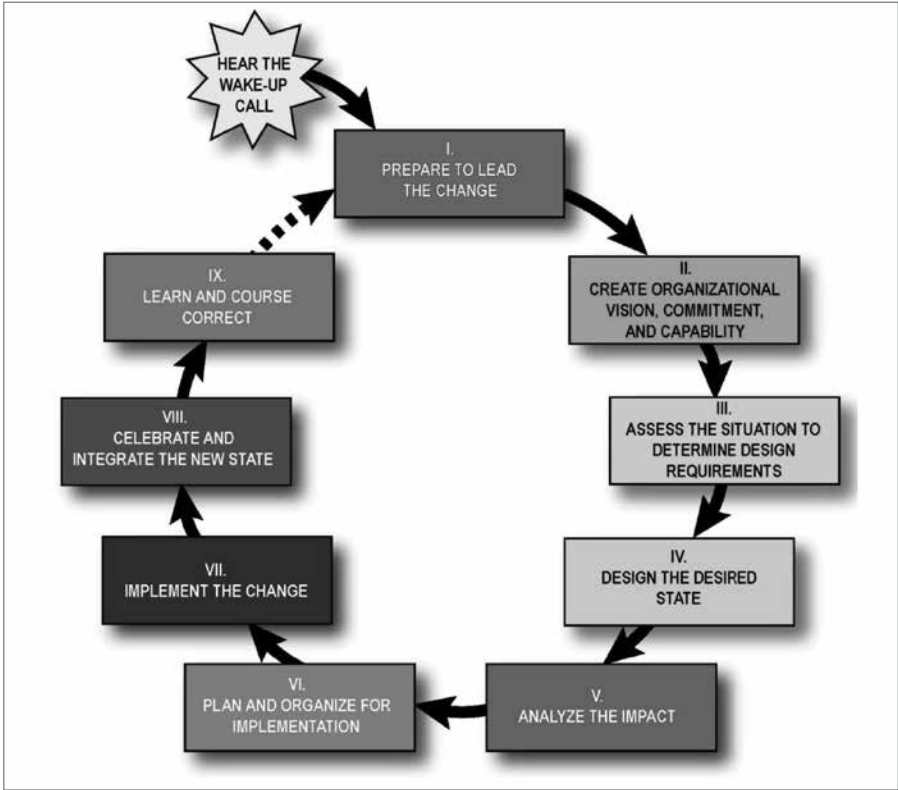 HEAR THE
WAKE-UP
CALL
I.
PREPARE TO LEAD
THE CHANGE
II.
CREATE ORGANIZATIONAL
VISION, COMMITMENT,
AND CAPABILITY
III.
ASSESS THE SITUATION TO
DETERMINE DESIGN
REQUIREMENTS
IV.
DESIGN THE DESIRED
STATE
V.
ANALYZE THE IMPACT
VI.
PLAN AND ORGANIZE FOR
IMPLEMENTATION
VII.
IMPLEMENT THE CHANGE
VIII.
CELEBRATE AND
INTEGRATE THE NEW STATE
IX.
LEARN AND COURSE
CORRECT